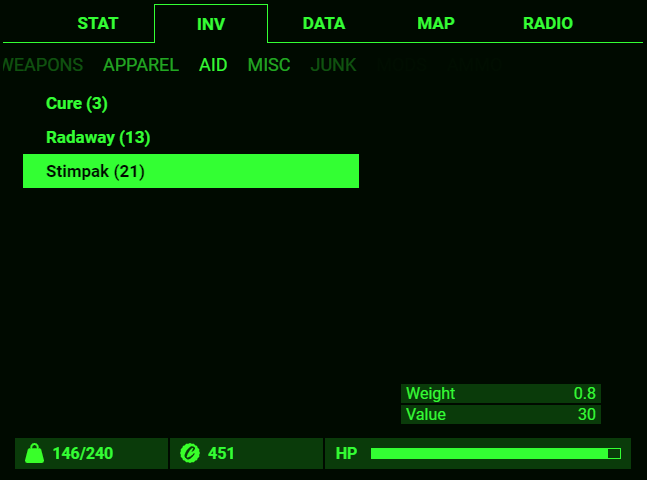 STAT INV DATA MAP RADIO
WEAPONS APPAREL AID MISC JUNK
Cure (3)
Radaway (13)
Stimpak (21)
Weight 0.8
Value 30
146/240 451 HP